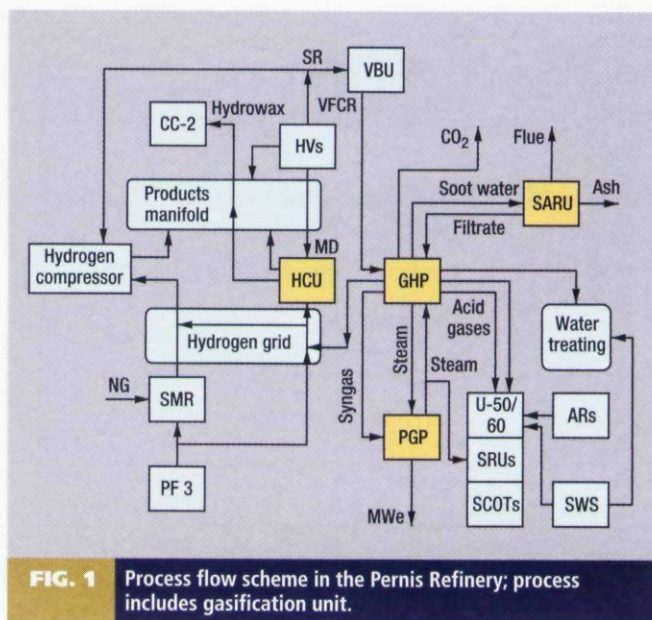 SR
VBU
CC-2
Hydrowax
VFCR
HVs
CO₂
Flue
Soot water
SARU
Ash
Filtrate
Products
manifold
MD
Hydrogen
compressor
HCU
GHP
Acid
gases
Water
treating
Hydrogen grid
Steam
Steam
Syngas
NG
SMR
U-50/
60
ARs
PGP
SRUs
PF 3
MWe
SCOTs
SWS
FIG. 1
Process flow scheme in the Pernis Refinery; process
includes gasification unit.